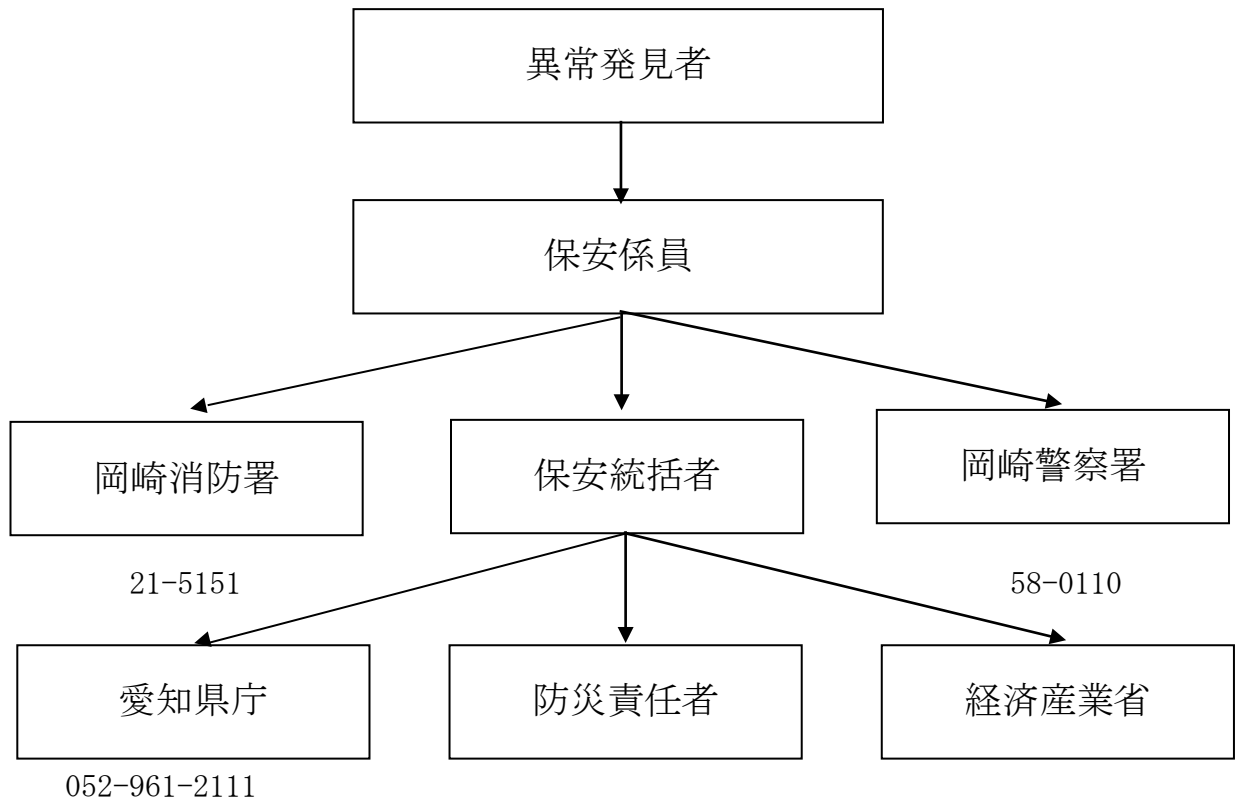 異常発見者
保安係員
岡崎消防署
保安統括者
岡崎警察署
21-5151
58-0110
愛知県庁
防災責任者
経済産業省
052-961-2111